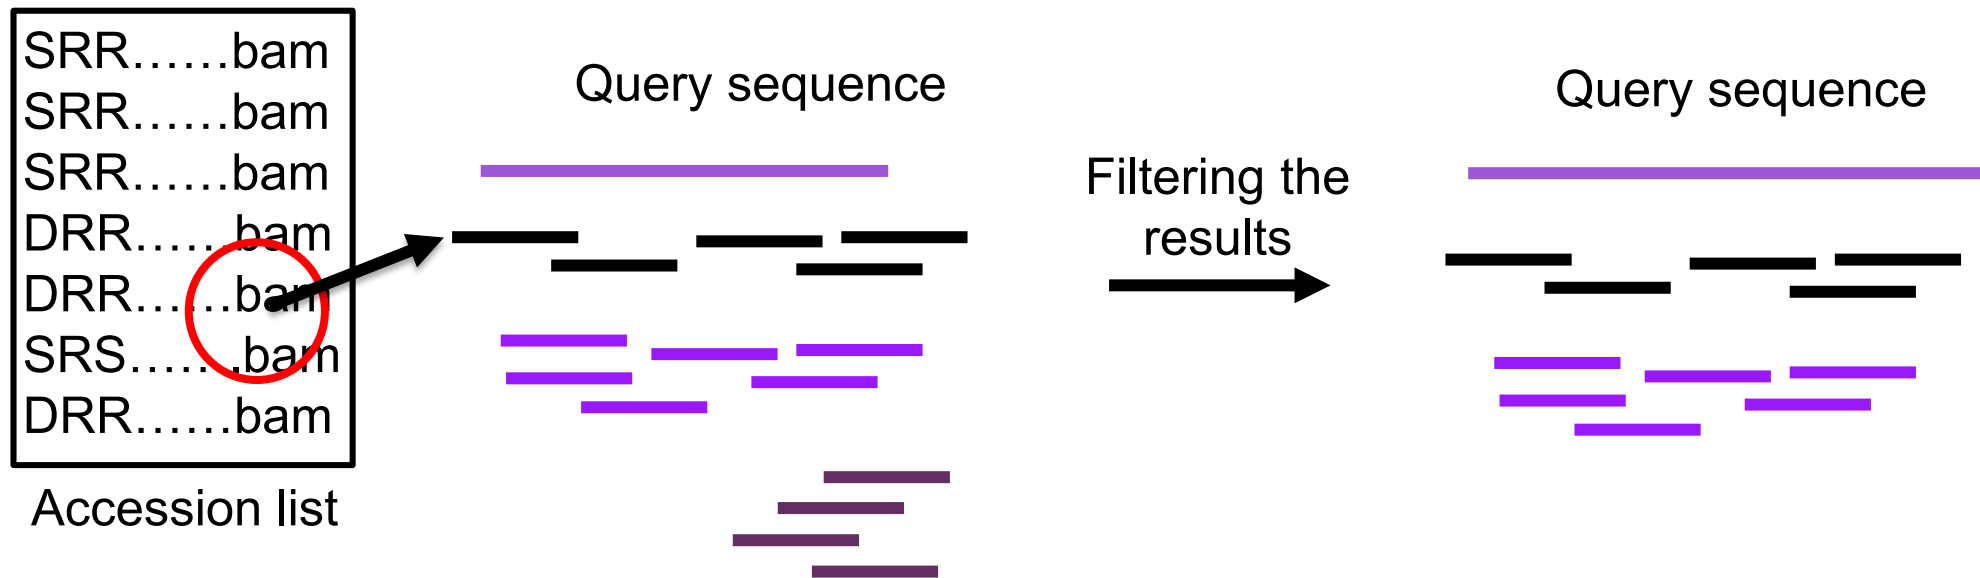 SRR……bam
SRR……bam
SRR……bam
DRR……bam
DRR……bam
SRS…….bam
DRR……bam
Accession list
Query sequence
Filtering the
results
Query sequence